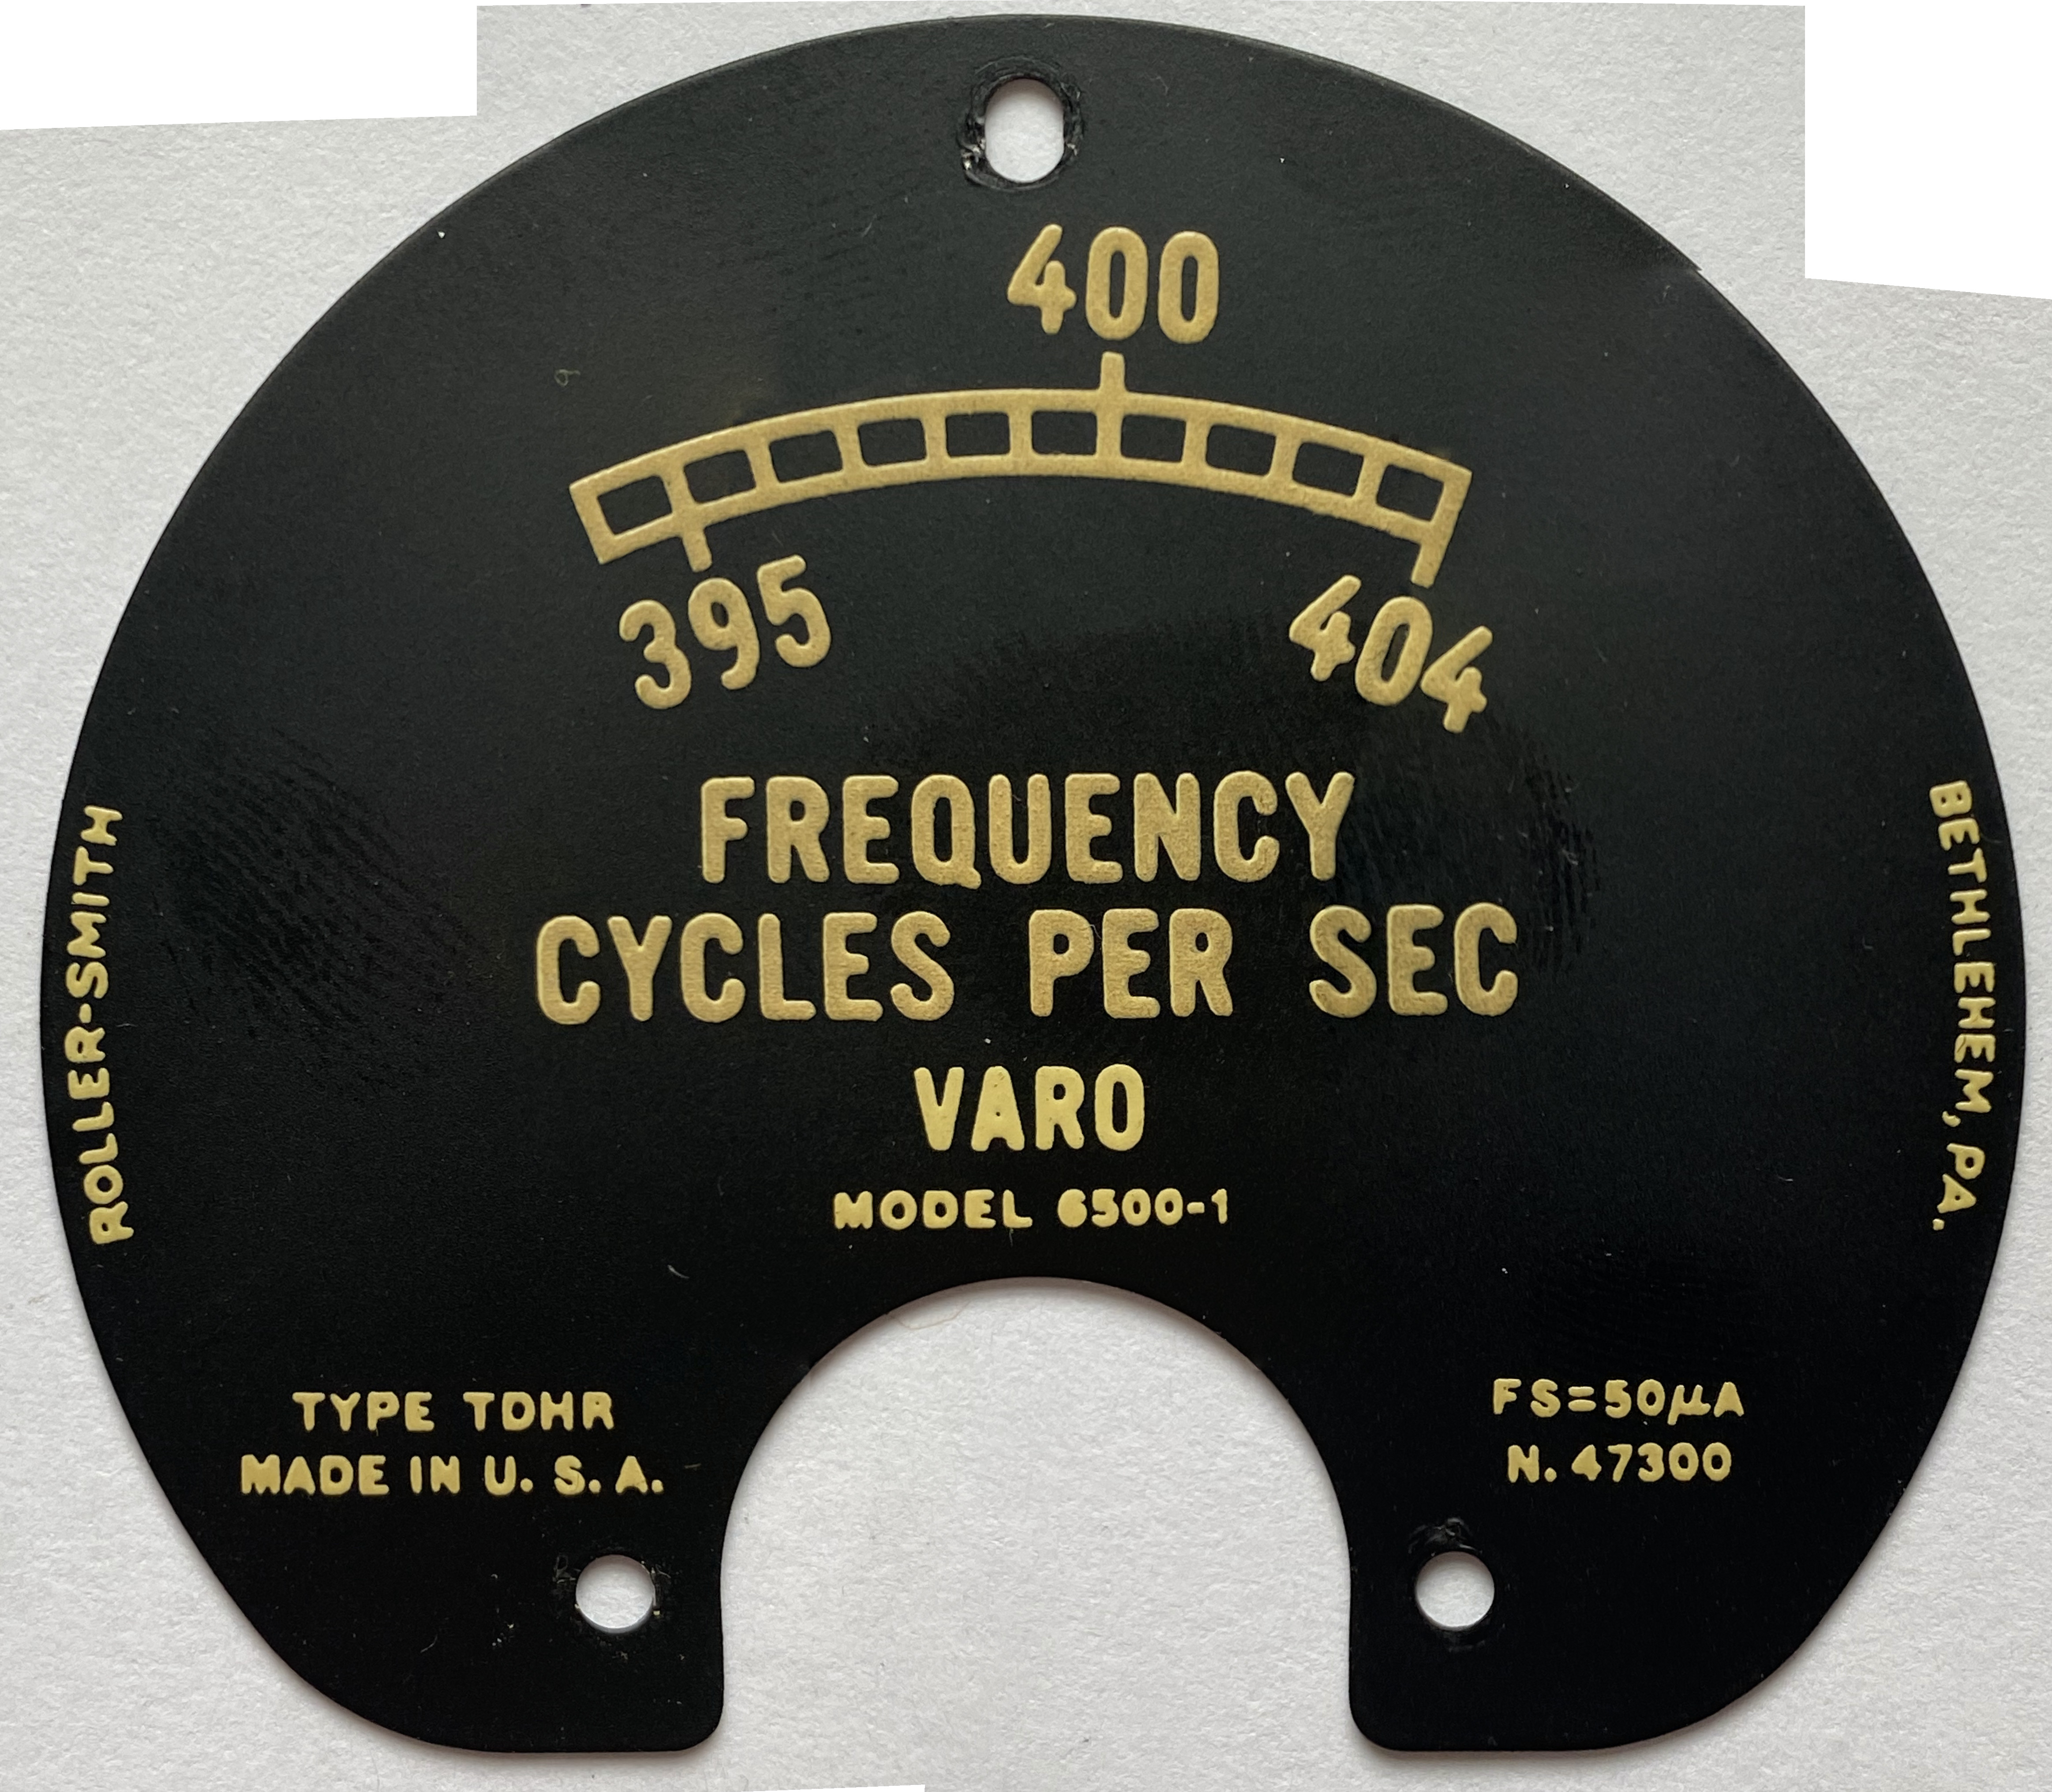 400
395
404
FREQUENCY
CYCLES PER SEC
VARO
MODEL 6500-1
ROLLER-SMITH
BETHLEHEM, PA.
TYPE TDHR
MADE IN U. S. A.
FS=50µA
N. 47300